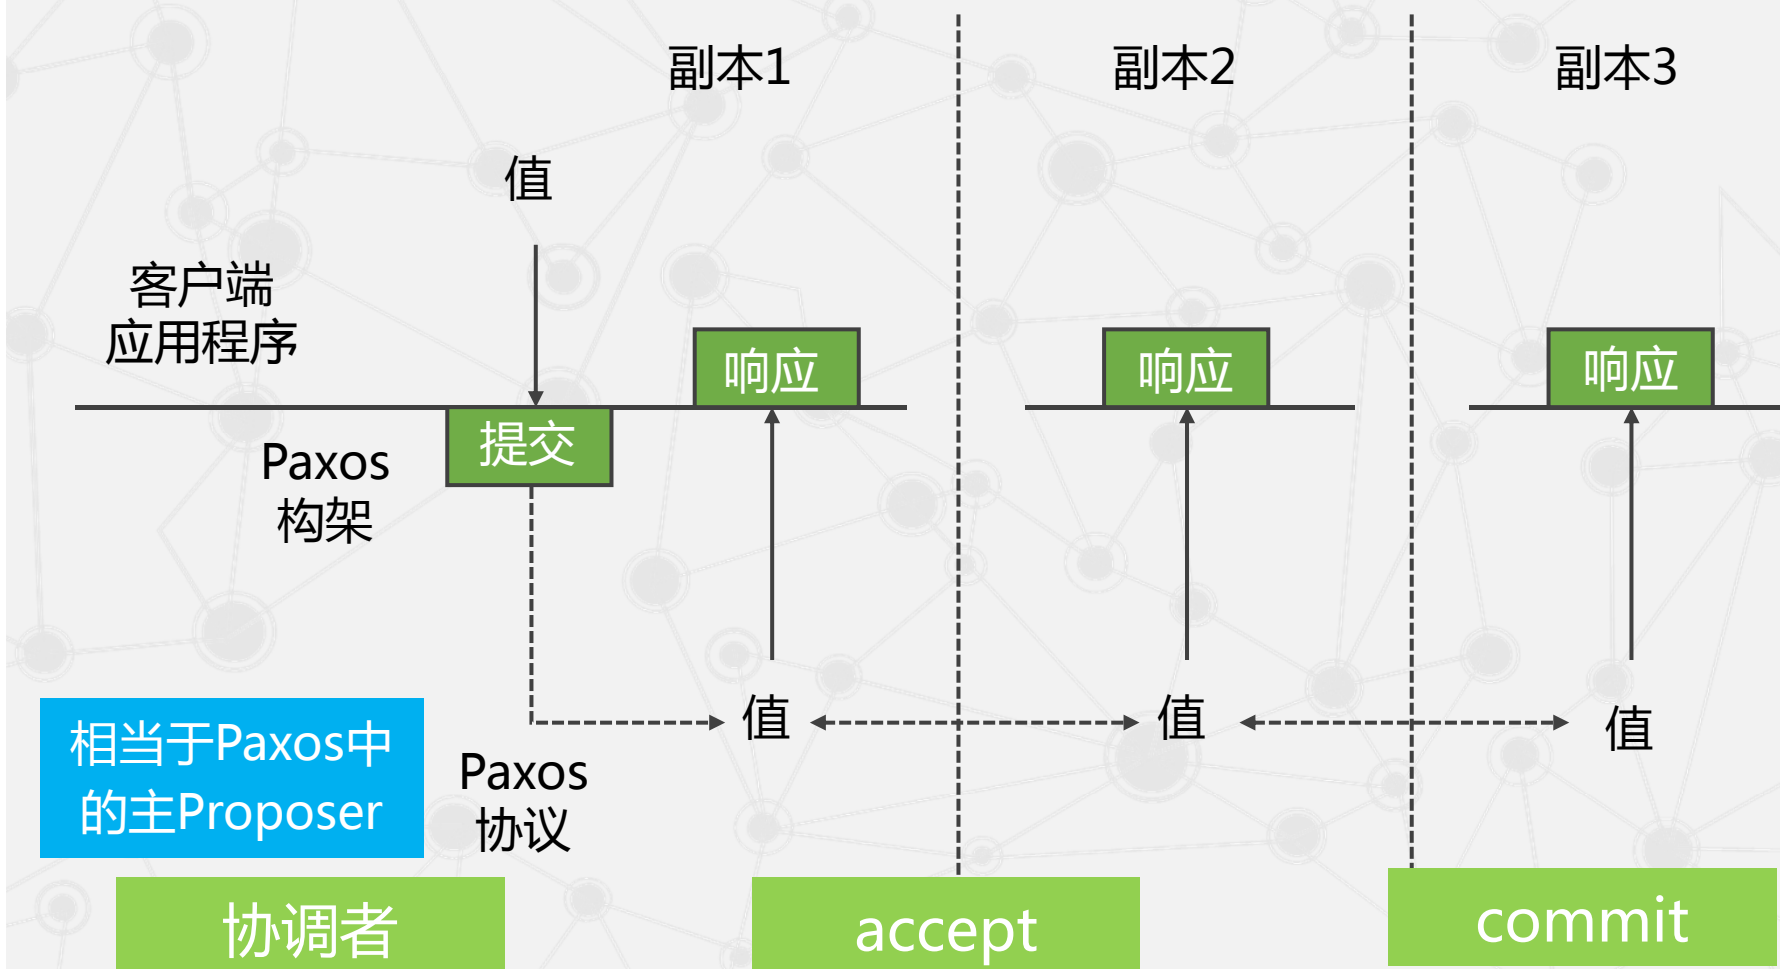 副本1
副本2
副本3
值
客户端
应用程序
响应
响应
响应
提交
Paxos
构架
值
值
值
相当于Paxos中
的主Proposer
Paxos
协议
协调者
accept
commit